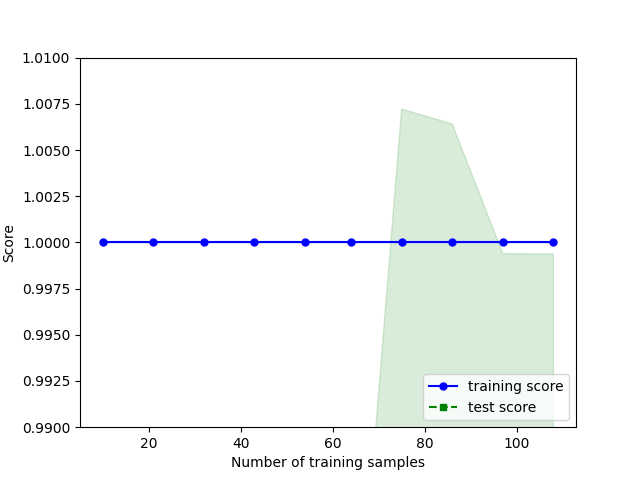 1.0100
1.0075
1.0050
1.0025
1.0000
0.9975
0.9950
0.9925
0.9900
Score
training score
test score
20 40 60 80 100
Number of training samples